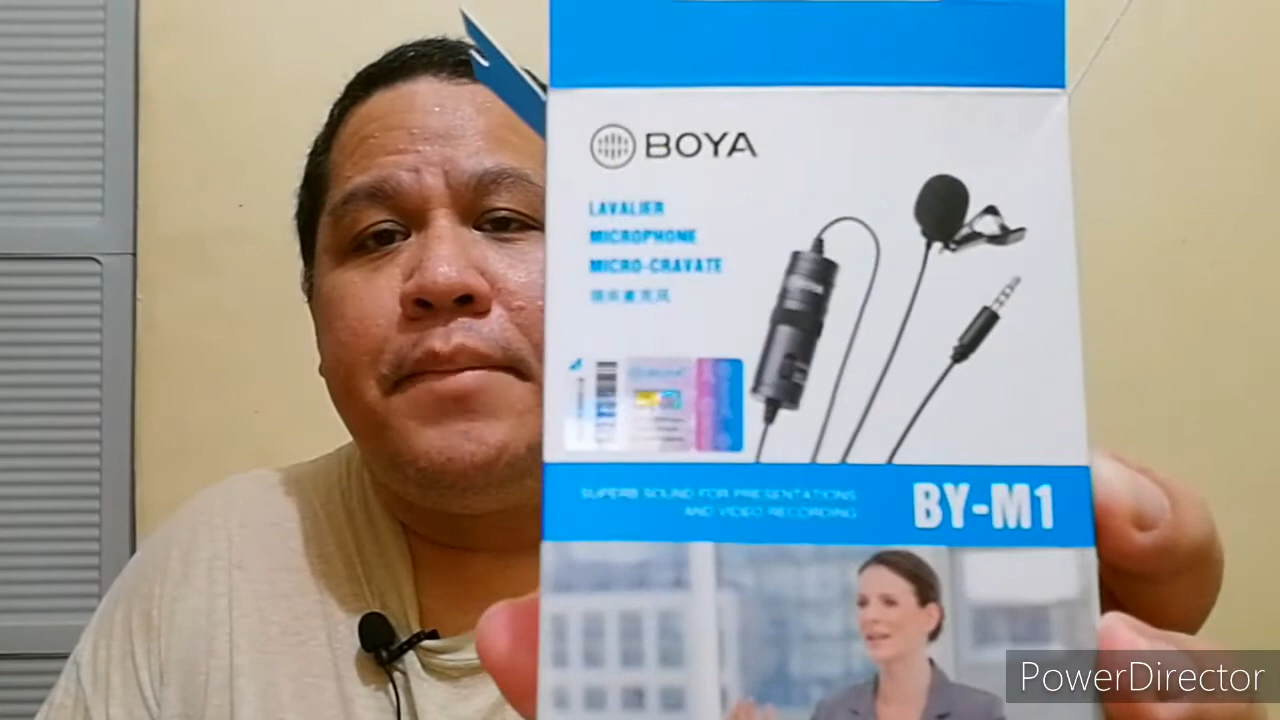 BOYA
LAVALIER
MICROPHONE
MICRO-CRAVATE
SUPERB SOUND FOR PRESENTATIONS
AND VIDEO RECORDING
BY-M1
PowerDirector